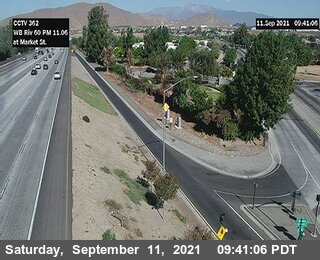 CCTV 362
WB Riv 60 PM 11.06
at Market St.
11.Sep 2021 09:41:06
Saturday, September 11, 2021 09:41:06 PDT